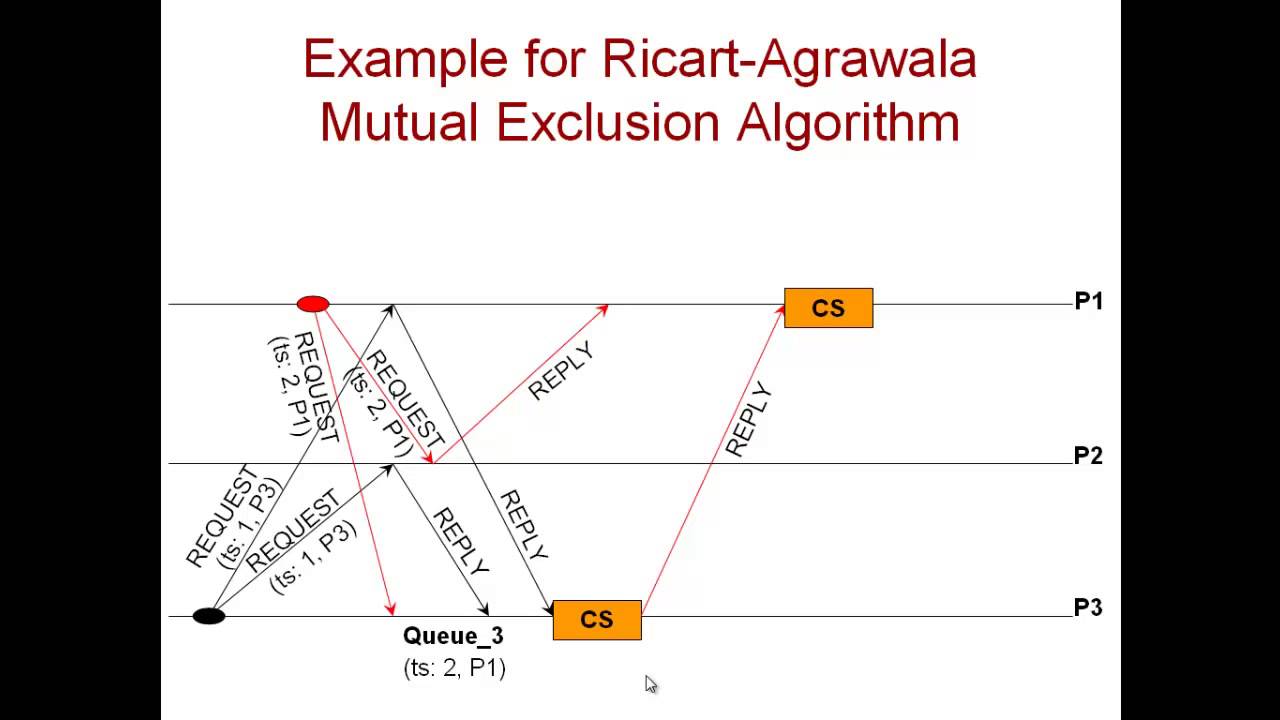 Example for Ricart-Agrawala
Mutual Exclusion Algorithm
P1
CS
REQUEST
(ts: 2, P1)
REQUEST
(ts: 2, P1)
REPLY
REPLY
P2
REQUEST
(ts: 1, P3)
REQUEST
(ts: 1, P3)
REPLY
REPLY
P3
CS
Queue_3
(ts: 2, P1)